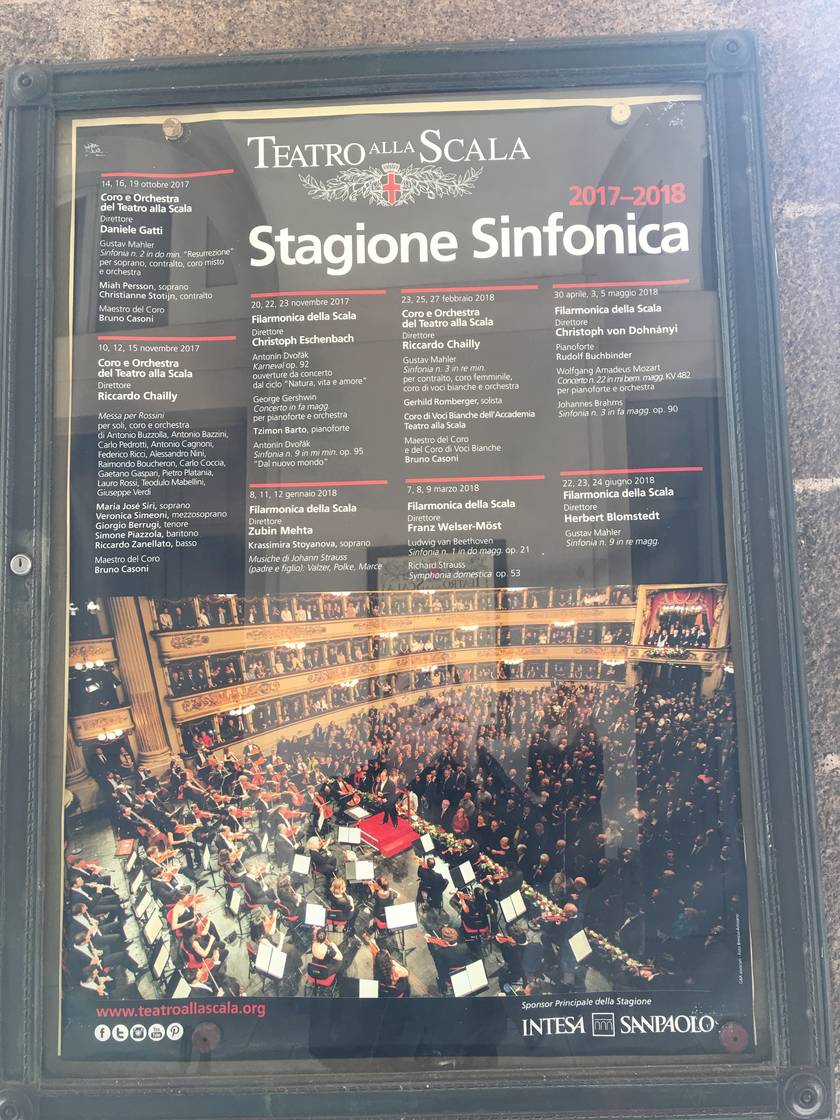 TEATRO ALLA SCALA
2017–2018
Stagione Sinfonica
14, 16, 19 ottobre 2017
Coro e Orchestra
del Teatro alla Scala
Direttore
Daniele Gatti
Gustav Mahler
Sinfonia n. 2 in do min. "Resurrezione"
per soprano, contralto, coro misto
e orchestra
Miah Persson, soprano
Christianne Stotijn, contralto
Maestro del Coro
Bruno Casoni
10, 12, 15 novembre 2017
Coro e Orchestra
del Teatro alla Scala
Direttore
Riccardo Chailly
Messa per Rossini
per soli, coro e orchestra
di Antonio Buzzolla, Antonio Bazzini,
Carlo Pedrotti, Antonio Cagnoni,
Federico Ricci, Alessandro Nini,
Raimondo Boucheron, Carlo Coccia,
Gaetano Gaspari, Pietro Platania,
Lauro Rossi, Teodulo Mabellini,
Giuseppe Verdi
Maria José Siri, soprano
Veronica Simeoni, mezzosoprano
Giorgio Berrugi, tenore
Simone Piazzola, baritono
Riccardo Zanellato, basso
Maestro del Coro
Bruno Casoni
20, 22, 23 novembre 2017
Filarmonica della Scala
Direttore
Christoph Eschenbach
Antonín Dvořák
Karneval op. 92
ouverture da concerto
dal ciclo "Natura, vita e amore"
George Gershwin
Concerto in fa magg.
per pianoforte e orchestra
Tzimon Barto, pianoforte
Antonín Dvořák
Sinfonia n. 9 in mi min. op. 95
"Dal nuovo mondo"
8, 11, 12 gennaio 2018
Filarmonica della Scala
Direttore
Zubin Mehta
Krassimira Stoyanova, soprano
Musiche di Johann Strauss
(padre e figlio): Valzer, Polke, Marce
23, 25, 27 febbraio 2018
Coro e Orchestra
del Teatro alla Scala
Direttore
Riccardo Chailly
Gustav Mahler
Sinfonia n. 3 in re min.
per contralto, coro femminile,
coro di voci bianche e orchestra
Gerhild Romberger, solista
Coro di Voci Bianche dell'Accademia
Teatro alla Scala
Maestro del Coro
e del Coro di Voci Bianche
Bruno Casoni
7, 8, 9 marzo 2018
Filarmonica della Scala
Direttore
Franz Welser-Möst
Ludwig van Beethoven
Sinfonia n. 1 in do magg. op. 21
Richard Strauss
Symphonia domestica op. 53
30 aprile, 3, 5 maggio 2018
Filarmonica della Scala
Direttore
Christoph von Dohnányi
Pianoforte
Rudolf Buchbinder
Wolfgang Amadeus Mozart
Concerto n. 22 in mi bem. magg. KV 482
per pianoforte e orchestra
Johannes Brahms
Sinfonia n. 3 in fa magg. op. 90
22, 23, 24 giugno 2018
Filarmonica della Scala
Direttore
Herbert Blomstedt
Gustav Mahler
Sinfonia n. 9 in re magg.
www.teatroallascala.org
Sponsor Principale della Stagione
INTESA SANPAOLO